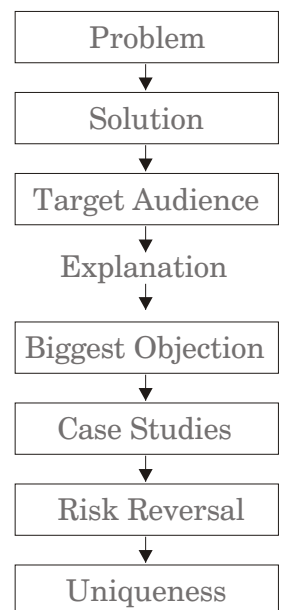 Problem
Solution
Target Audience
Explanation
Biggest Objection
Case Studies
Risk Reversal
Uniqueness